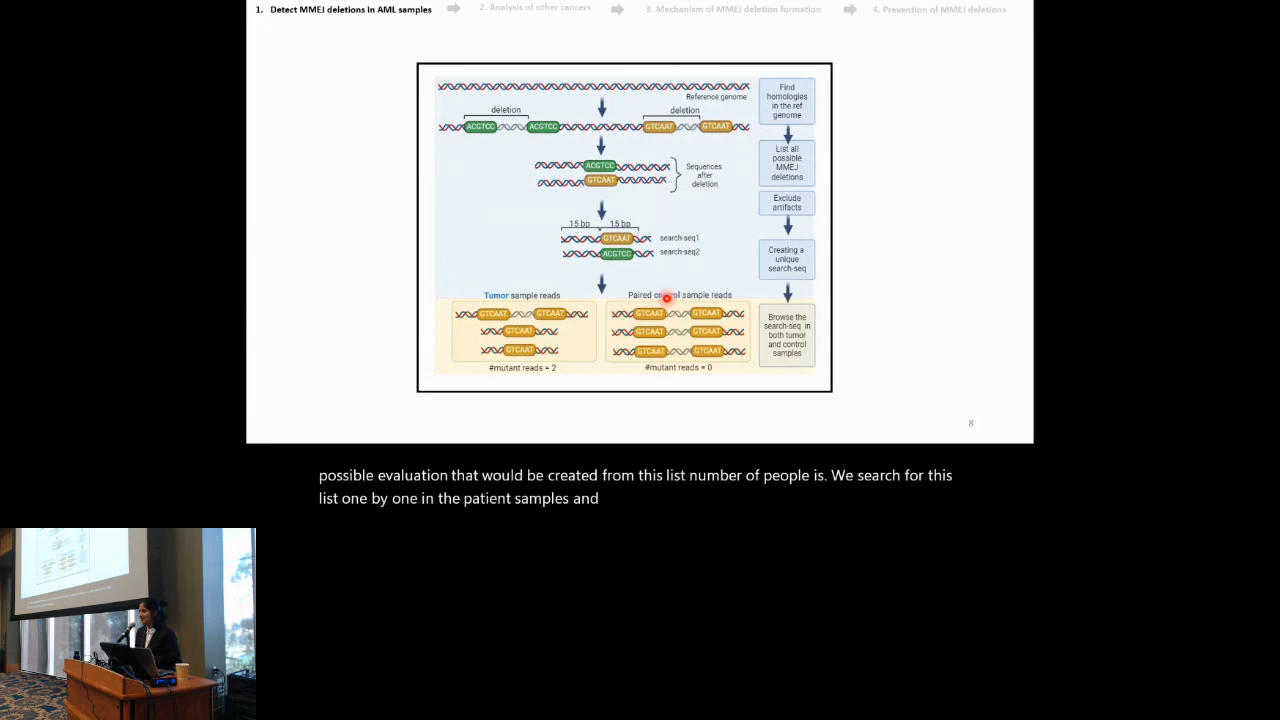 1. Detect MMEJ deletions in AML samples
2. Analysis of other cancers
3. Mechanism of MMEJ deletion formation
4. Prevention of MMEJ deletions
Reference genome
deletion
deletion
ACGTCC
ACGTCC
GTCAAT
GTCAAT
ACGTCC
GTCAAT
Sequences
after
deletion
15 bp
15 bp
GTCAAT
search-seq1
ACGTCC
search-seq2
Tumor sample reads
Paired control sample reads
GTCAAT
GTCAAT
GTCAAT
GTCAAT
GTCAAT
GTCAAT
GTCAAT
GTCAAT
GTCAAT
GTCAAT
#mutant reads = 2
#mutant reads = 0
Find
homologies
in the ref
genome
List all
possible
MMEJ
deletions
Exclude
artifacts
Creating a
unique
search-seq
Browse the
search-seq in
both tumor
and control
samples
8
possible evaluation that would be created from this list number of people is. We search for this
list one by one in the patient samples and